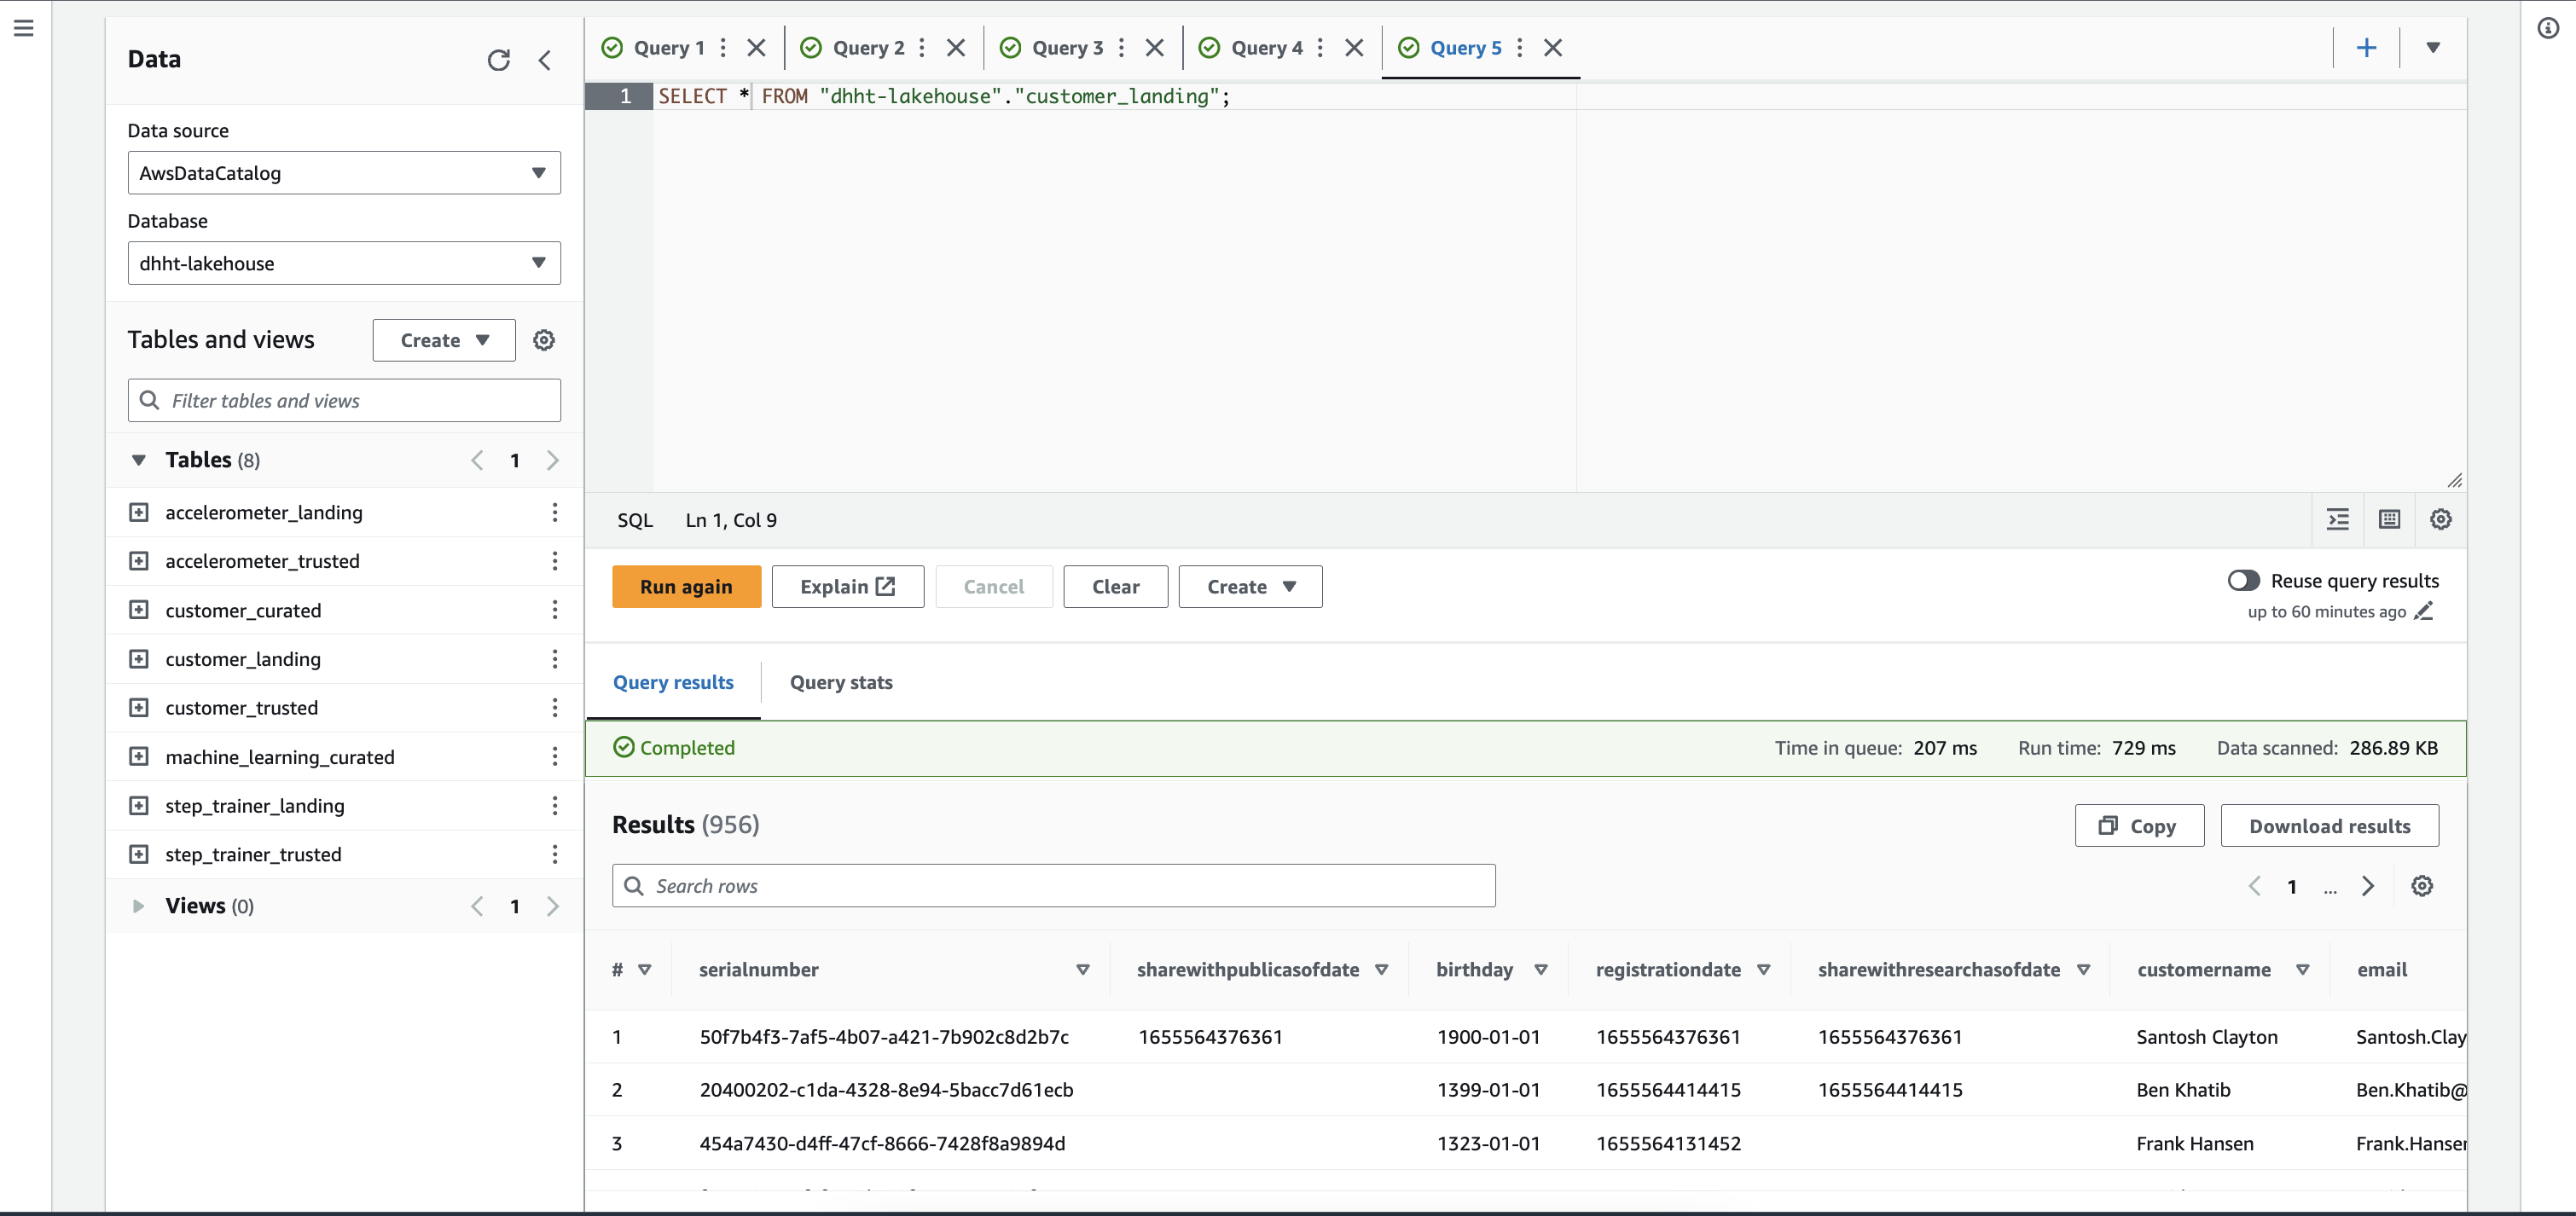 Data
Data source
AwsDataCatalog
Database
dhht-lakehouse
Tables and views
Create
Filter tables and views
Tables (8)
1
accelerometer_landing
accelerometer_trusted
customer_curated
customer_landing
customer_trusted
machine_learning_curated
step_trainer_landing
step_trainer_trusted
Views (0)
1
Query 1 Query 2 Query 3 Query 4 Query 5
1 SELECT * FROM "dhht-lakehouse"."customer_landing";
SQL Ln 1, Col 9
Run again Explain Cancel Clear Create
Reuse query results
up to 60 minutes ago
Query results Query stats
Completed Time in queue: 207 ms Run time: 729 ms Data scanned: 286.89 KB
Results (956) Copy Download results
Search rows 1 ...
# serialnumber sharewithpublicasofdate birthday registrationdate sharewithresearchasofdate customername email
1 50f7b4f3-7af5-4b07-a421-7b902c8d2b7c 1655564376361 1900-01-01 1655564376361 1655564376361 Santosh Clayton Santosh.Clay
2 20400202-c1da-4328-8e94-5bacc7d61ecb 1399-01-01 1655564414415 1655564414415 Ben Khatib Ben.Khatib@
3 454a7430-d4ff-47cf-8666-7428f8a9894d 1323-01-01 1655564131452 Frank Hansen Frank.Hansen